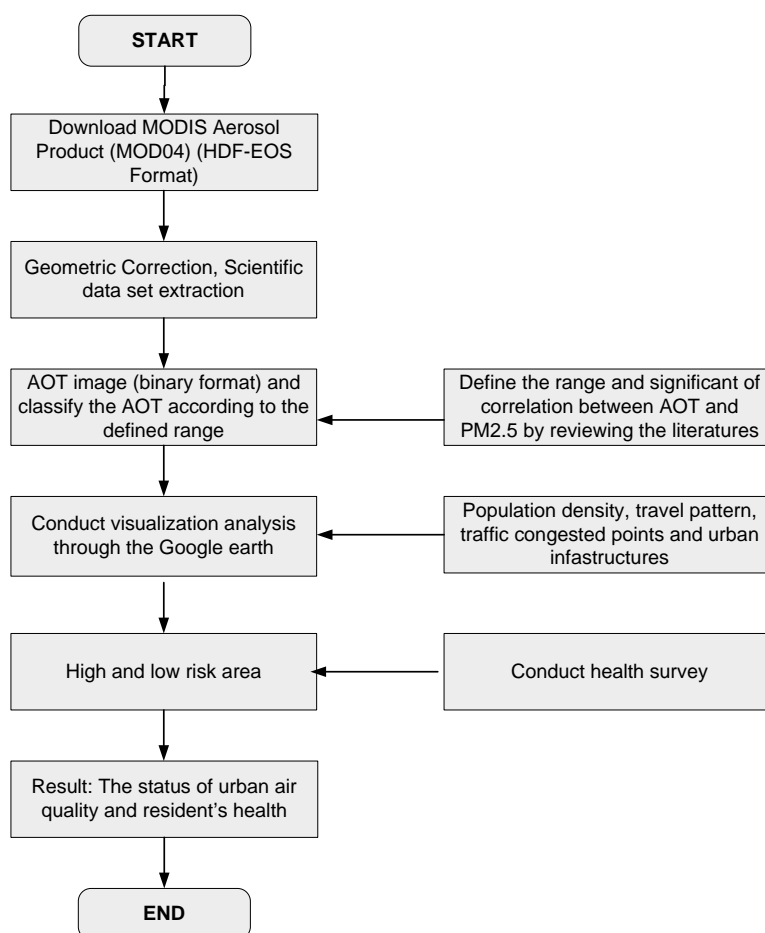 START
Download MODIS Aerosol
Product (MOD04) (HDF-EOS
Format)
Geometric Correction, Scientific
data set extraction
AOT image (binary format) and
classify the AOT according to the
defined range
Define the range and significant of
correlation between AOT and
PM2.5 by reviewing the literatures
Conduct visualization analysis
through the Google earth
Population density, travel pattern,
traffic congested points and urban
infastructures
High and low risk area
Conduct health survey
Result: The status of urban air
quality and resident’s health
END